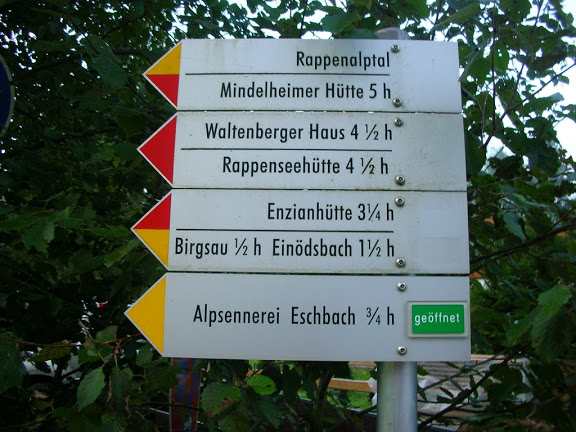 Rappenalptal
Mindelheimer Hütte 5 h
Waltenberger Haus 4 ½ h
Rappenseehütte 4 ½ h
Enzianhütte 3¼ h
Birgsau ½ h Einödsbach 1½ h
Alpsennerei Eschbach ¾ h
geöffnet